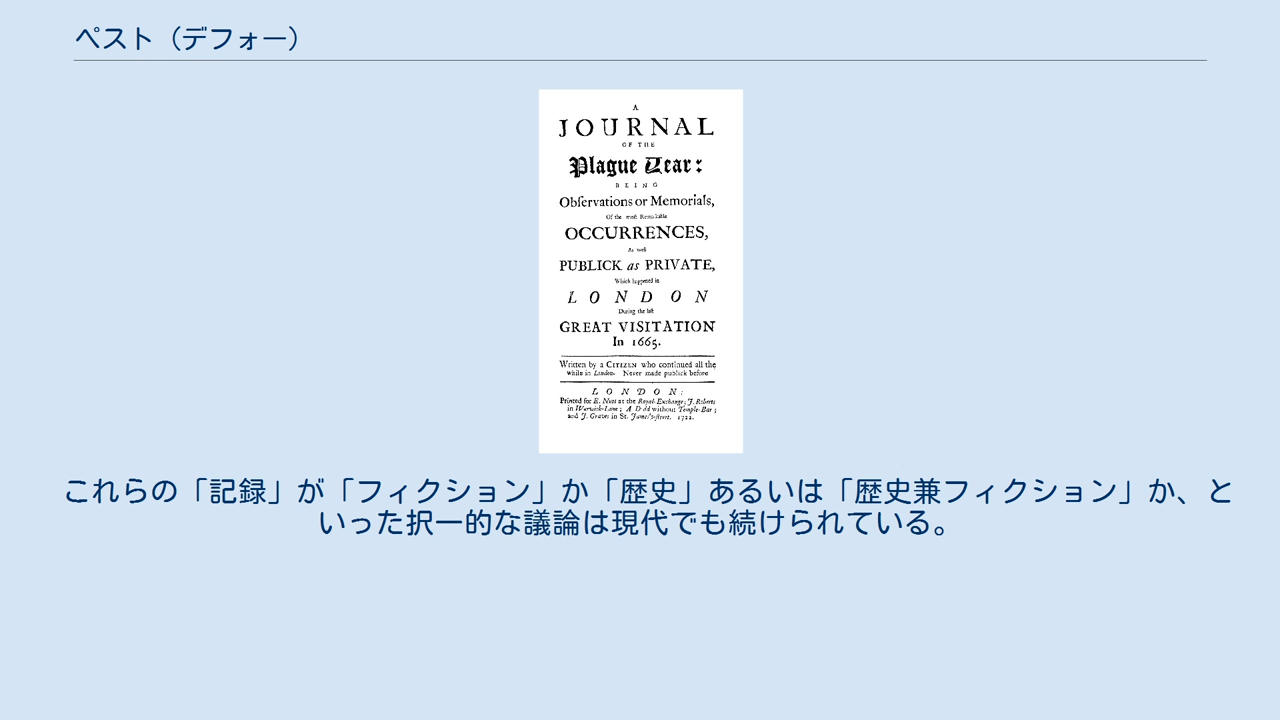 ペスト（デフォー）
A
JOURNAL
OF THE
Plague Year:
BEING
Obſervations or Memorials,
Of the moſt Remarkable
OCCURRENCES,
As well
PUBLICK as PRIVATE,
Which happened in
LONDON
During the laſt
GREAT VISITATION
In 1665.
Written by a CITIZEN who continued all the
while in London. Never made publick before
LONDON:
Printed for E. Nutt at the Royal-Exchange; J. Roberts
in Warwick-Lane; A. Dodd without Temple-Bar;
and J. Graves in St. James's-ſtreet. 1722.
これらの「記録」が「フィクション」か「歴史」あるいは「歴史兼フィクション」か、と
いった択一的な議論は現代でも続けられている。